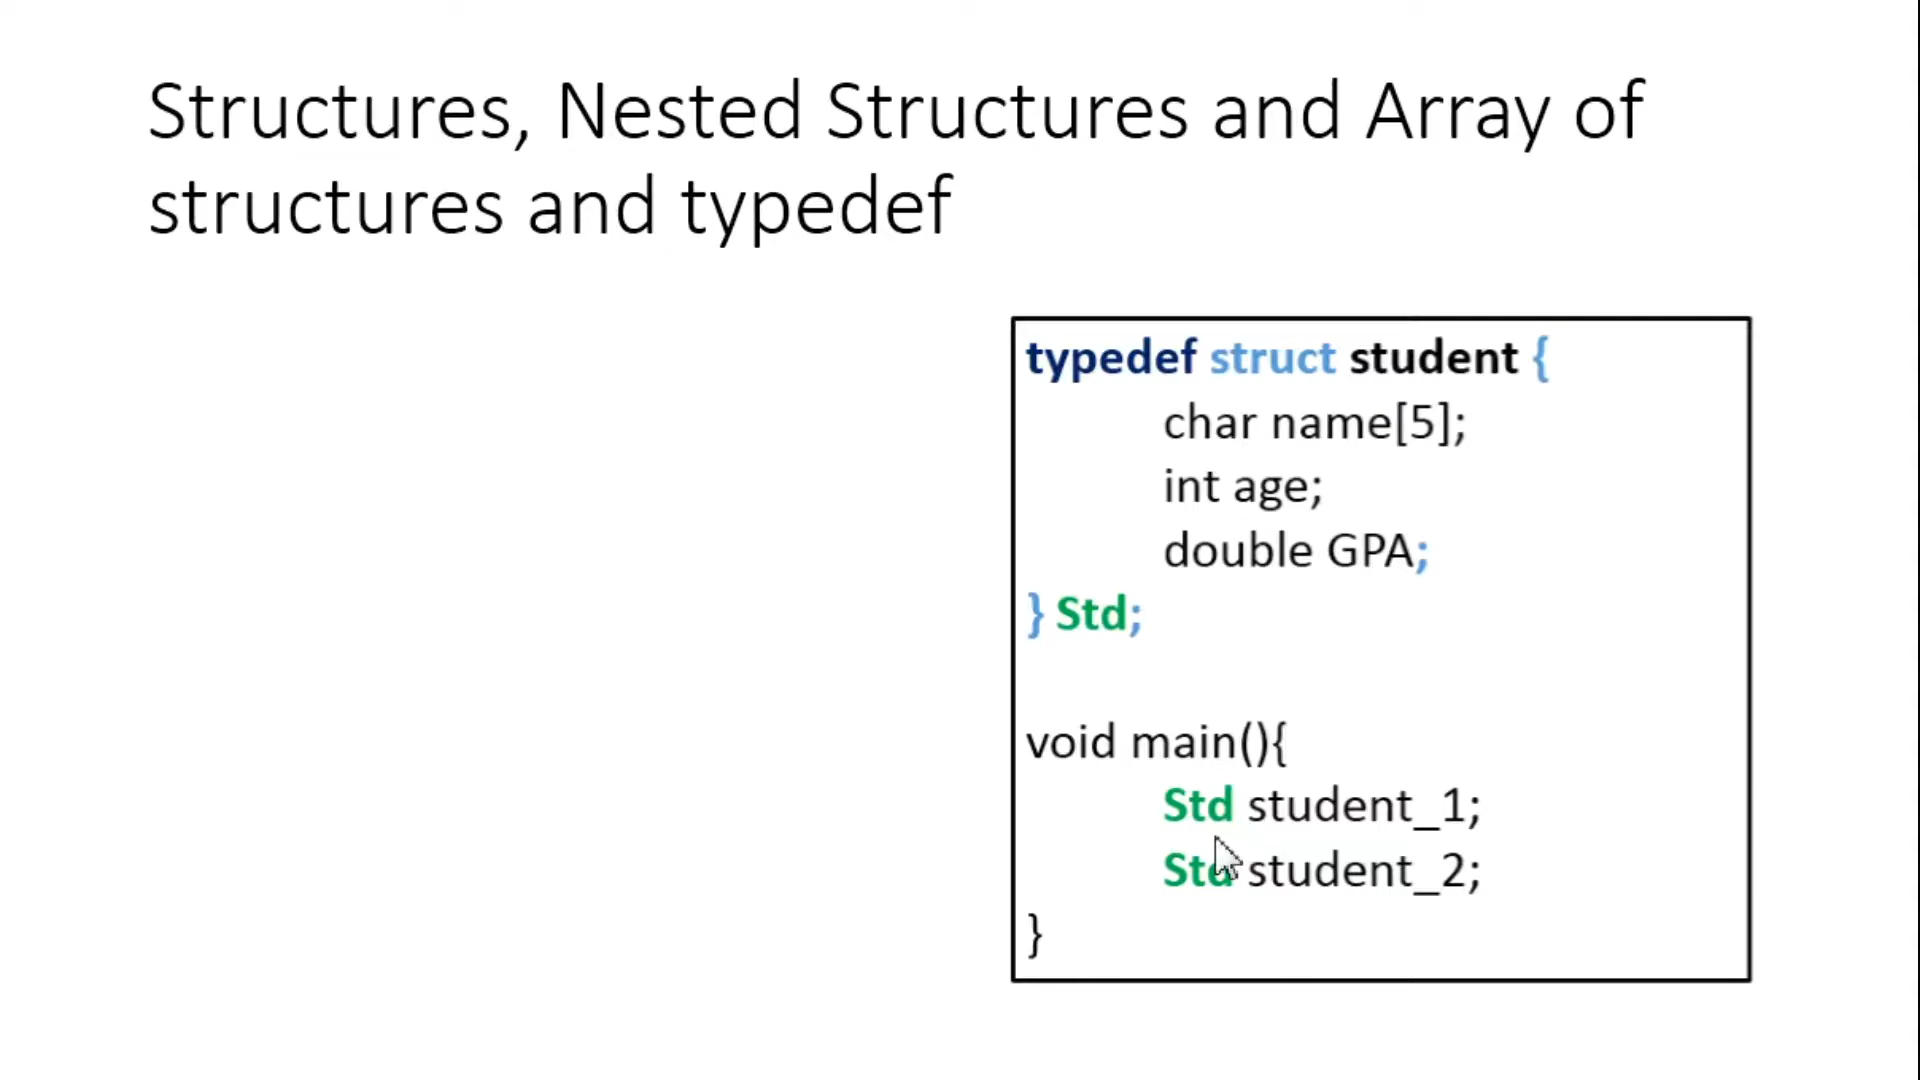 Structures, Nested Structures and Array of
structures and typedef
typedef struct student {
char name[5];
int age;
double GPA;
} Std;
void main(){
Std student_1;
Std student_2;
}